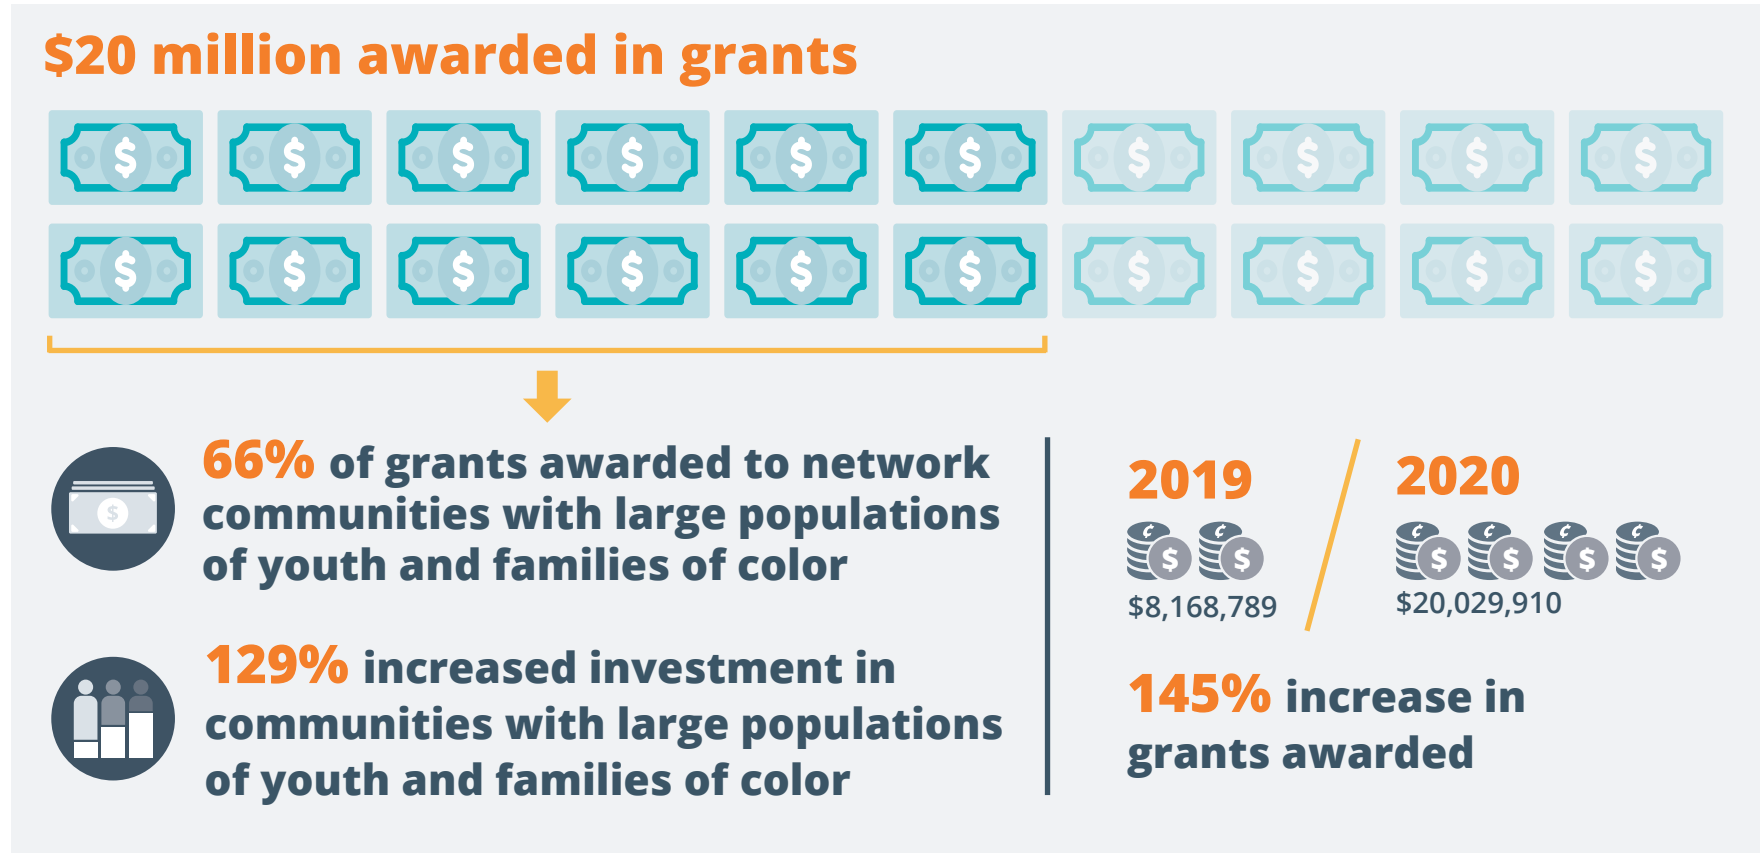 $20 million awarded in grants
66% of grants awarded to network
communities with large populations
of youth and families of color
129% increased investment in
communities with large populations
of youth and families of color
2019
$8,168,789
2020
$20,029,910
145% increase in
grants awarded